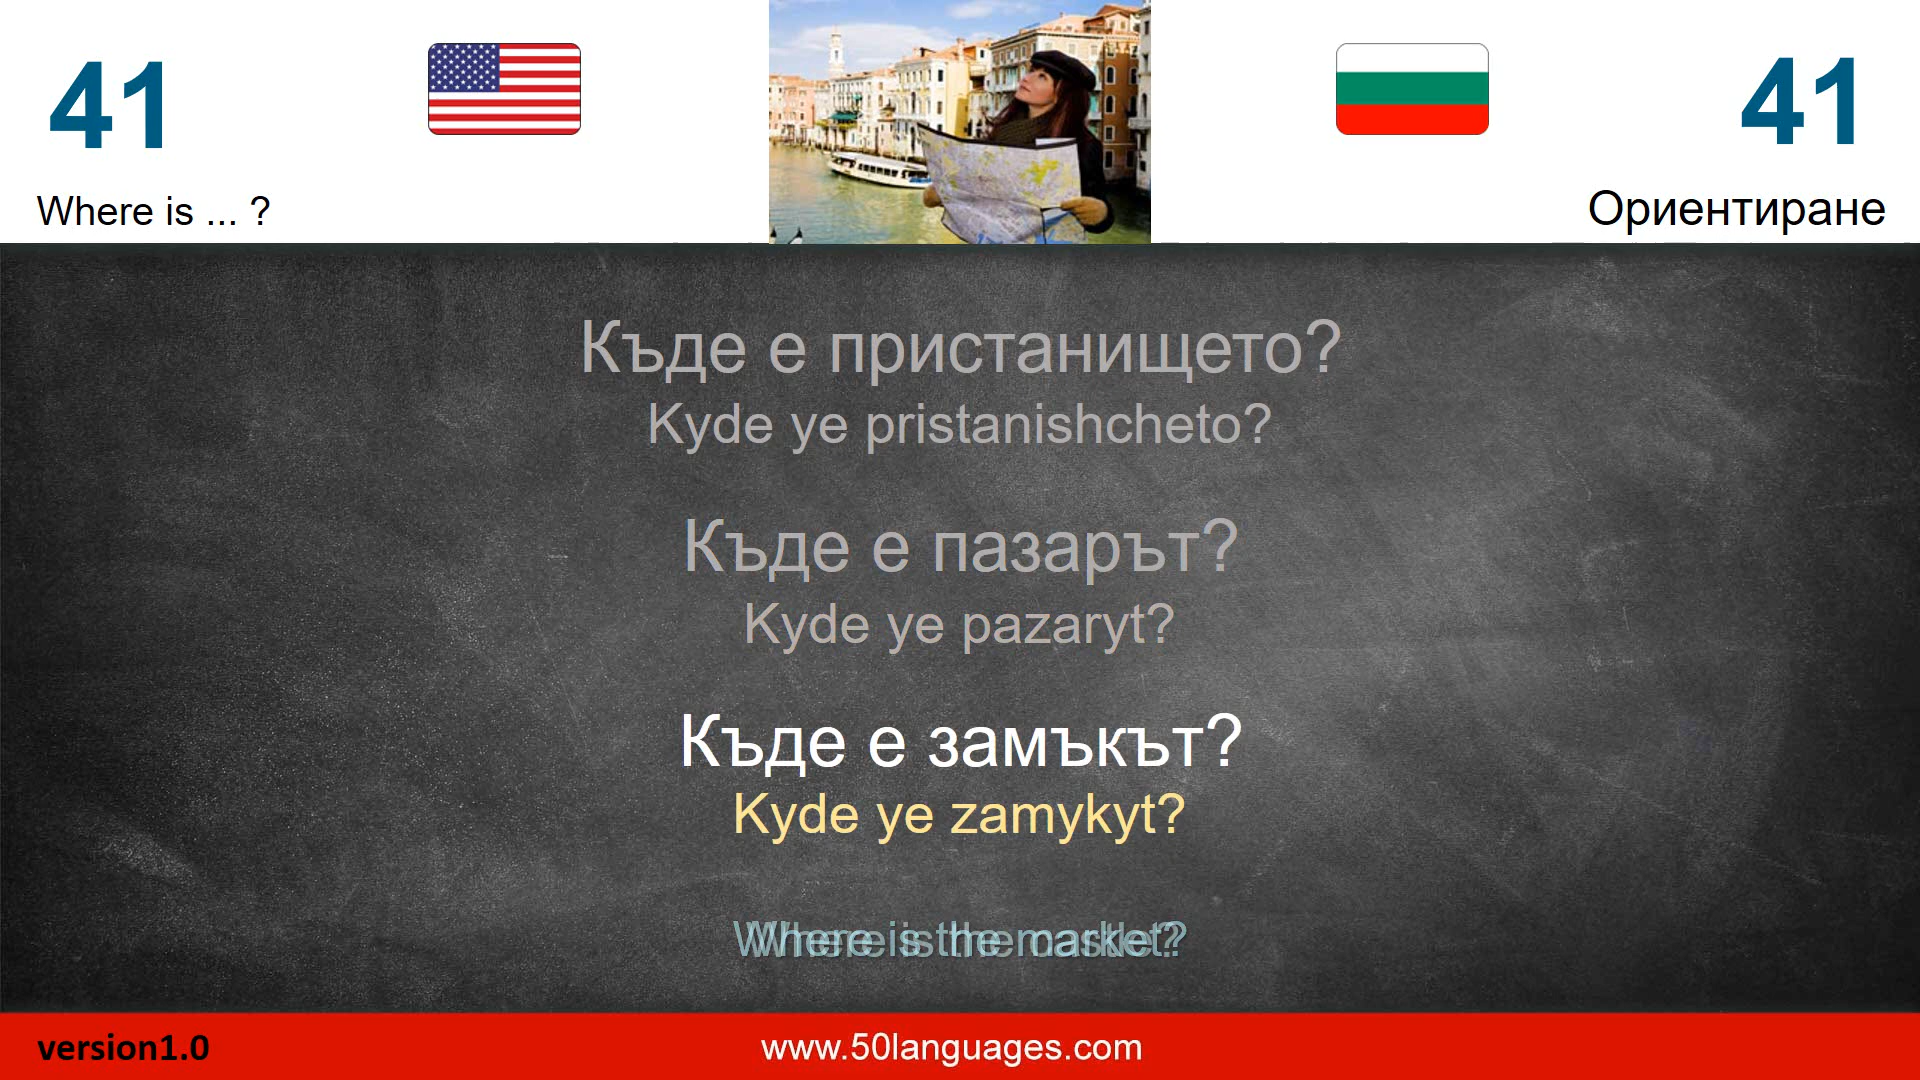 41
41
Where is ... ?
Ориентиране
Къде е пристанището?
Kyde ye pristanishcheto?
Къде е пазарът?
Kyde ye pazaryt?
Къде е замъкът?
Kyde ye zamykyt?
Where is the market?
Where is the castle?
version1.0
www.50languages.com